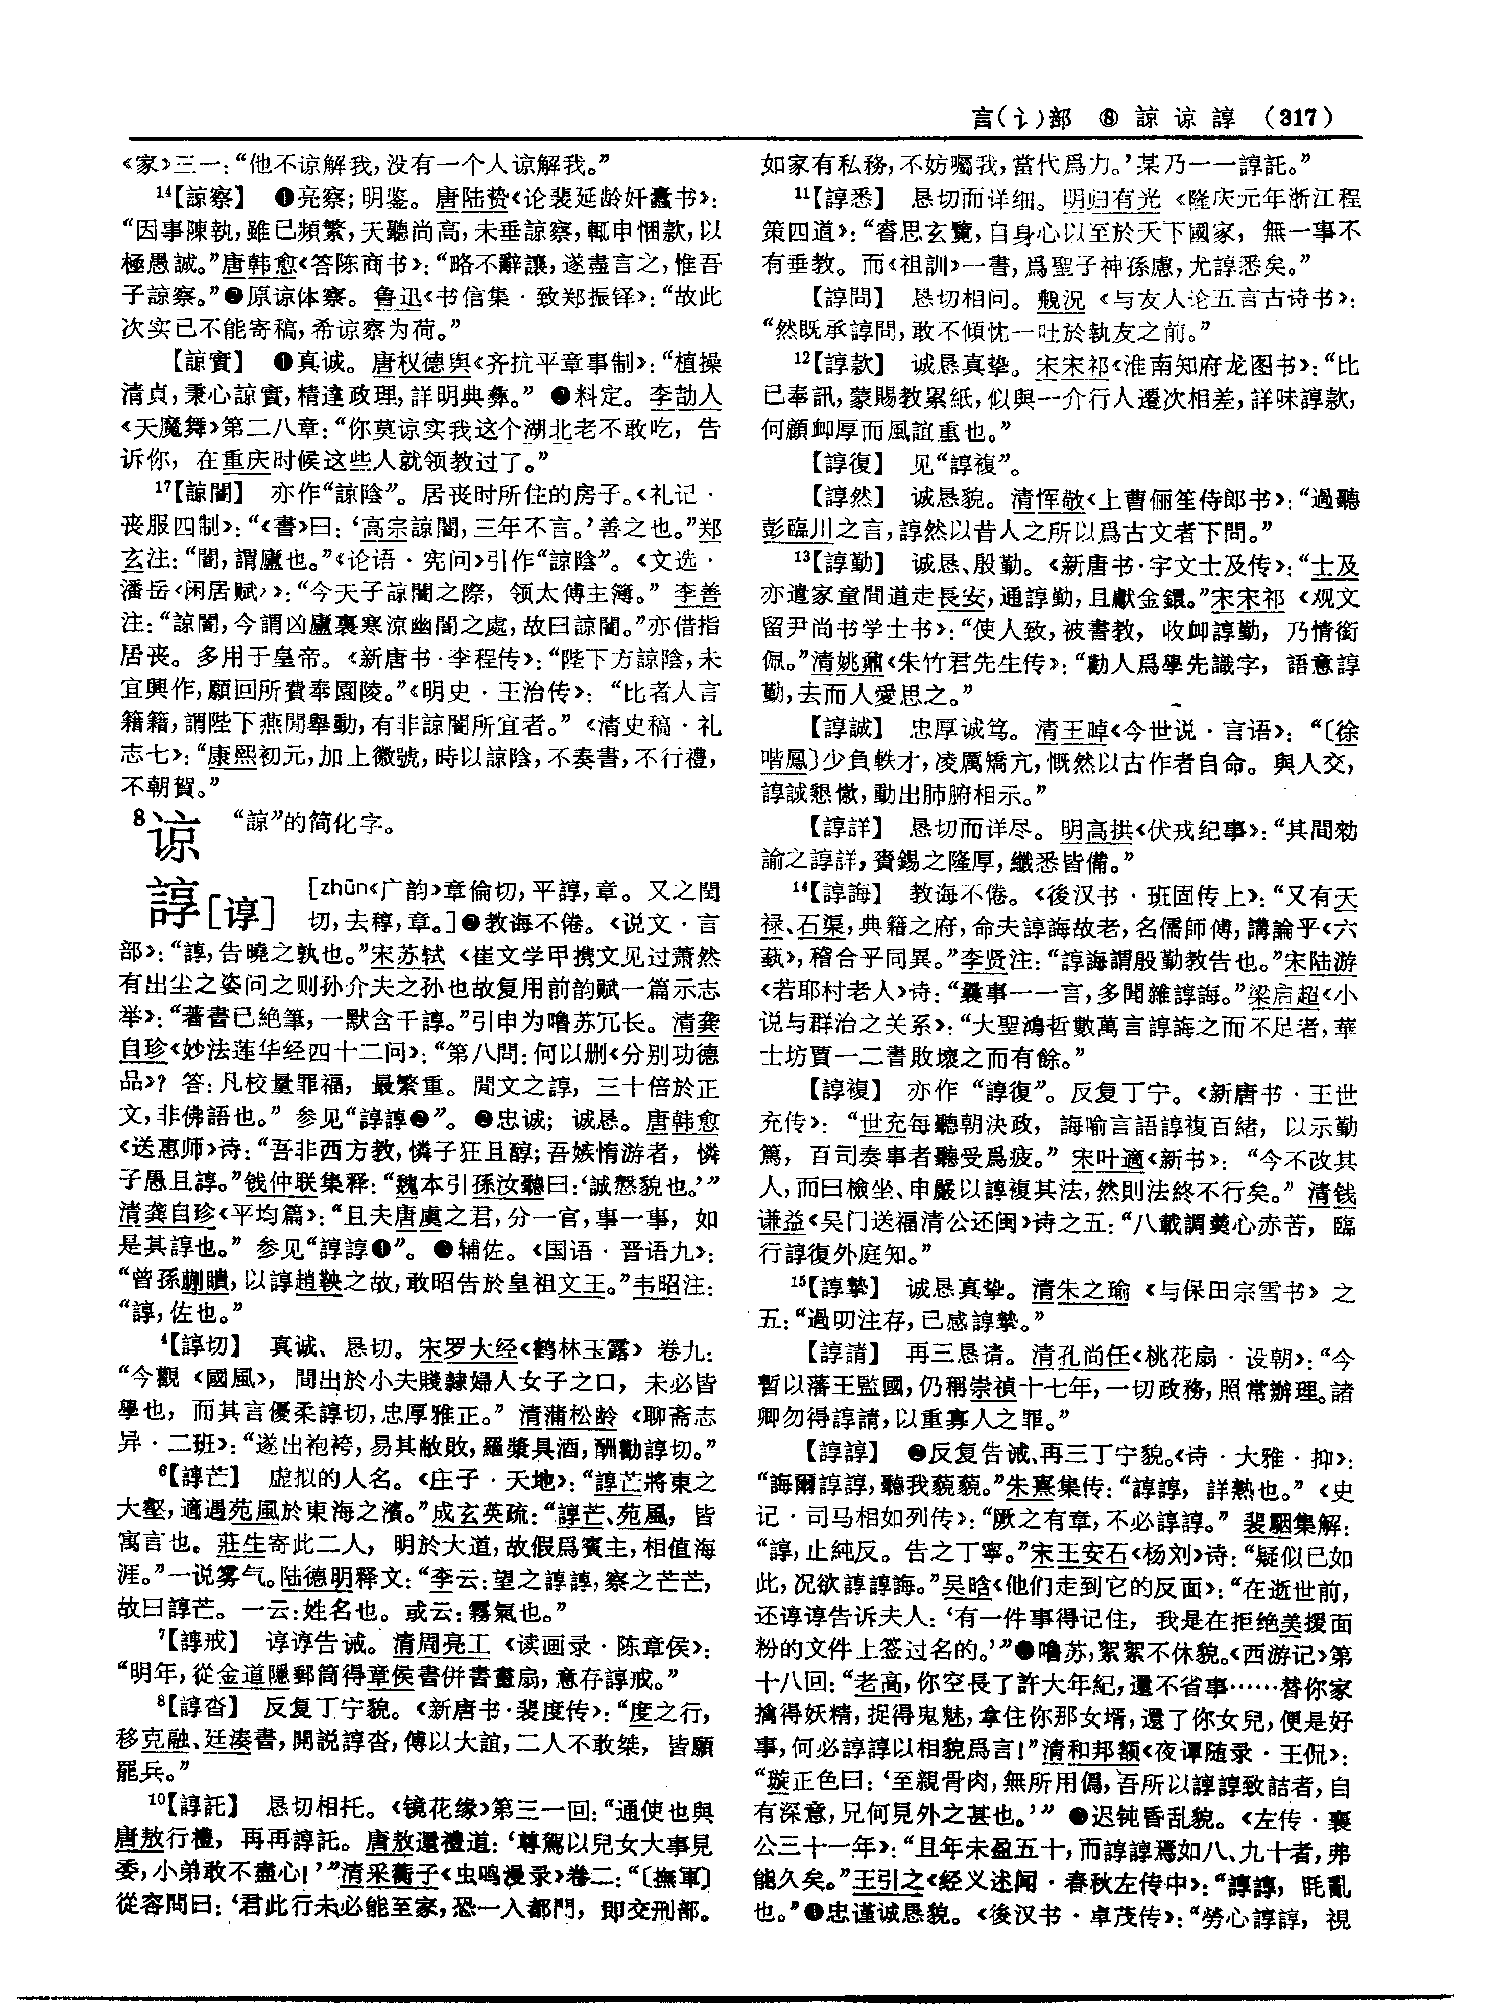 言(讠)部 ⑧ 諒谅諄 (317)
《家》三一：“他不谅解我，没有一个人谅解我。”
14【諒察】 ❶亮察；明鉴。唐陆贽《论裴延龄奸蠹书》：
“因事陳執，雖已頻繁，天聽尚高，未垂諒察，輒申悃款，以
極愚誠。”唐韩愈《答陈商书》：“略不辭讓，遂盡言之，惟吾
子諒察。”❷原谅体察。鲁迅《书信集·致郑振铎》：“故此
次实已不能寄稿，希谅察为荷。”
【諒實】 ❶真诚。唐权德舆《齐抗平章事制》：“植操
清貞，秉心諒實，精達政理，詳明典彝。” ❷料定。李劼人
《天魔舞》第二八章：“你莫谅实我这个湖北老不敢吃，告
诉你，在重庆时候这些人就领教过了。”
17【諒闇】 亦作“諒陰”。居丧时所住的房子。《礼记·
丧服四制》：“《書》曰：‘高宗諒闇，三年不言。’善之也。”郑
玄注：“闇，謂廬也。”《论语·宪问》引作“諒陰”。《文选·
潘岳〈闲居赋〉》：“今天子諒闇之際，領太傅主簿。” 李善
注：“諒闇，今謂凶廬裏寒涼幽闇之處，故曰諒闇。”亦借指
居丧。多用于皇帝。《新唐书·李程传》：“陛下方諒陰，未
宜興作，願回所費奉園陵。”《明史·王治传》：“比者人言
籍籍，謂陛下燕閒舉動，有非諒闇所宜者。”《清史稿·礼
志七》：“康熙初元，加上徽號，時以諒陰，不奏書，不行禮，
不朝賀。”
8谅 “諒”的简化字。
諄[谆] [zhūn《广韵》章倫切，平諄，章。又之閏
切，去稕，章。]❶教诲不倦。《说文·言
部》：“諄，告曉之孰也。”宋苏轼《崔文学甲携文见过萧然
有出尘之姿问之则孙介夫之孙也故复用前韵赋一篇示志
举》：“著書已絶筆，一默含千諄。”引申为噜苏冗长。清龚
自珍《妙法莲华经四十二问》：“第八問：何以删《分别功德
品》？答：凡校量罪福，最繁重。閒文之諄，三十倍於正
文，非佛語也。” 参见“諄諄❷”。❷忠诚；诚恳。唐韩愈
《送惠师》诗：“吾非西方教，憐子狂且醇；吾嫉惰游者，憐
子愚且諄。”钱仲联集释：“魏本引孫汝聽曰：‘誠慤貌也。’”
清龚自珍《平均篇》：“且夫唐虞之君，分一官，事一事，如
是其諄也。” 参见“諄諄❶”。❸辅佐。《国语·晋语九》：
“曾孫蒯聵，以諄趙鞅之故，敢昭告於皇祖文王。”韦昭注：
“諄，佐也。”
4【諄切】 真诚、恳切。宋罗大经《鹤林玉露》卷九：
“今觀《國風》，間出於小夫賤隸婦人女子之口，未必皆
學也，而其言優柔諄切，忠厚雅正。” 清蒲松龄《聊斋志
异·二班》：“遂出袍袴，易其敝敗，羅漿具酒，酬勸諄切。”
6【諄芒】 虚拟的人名。《庄子·天地》：“諄芒將東之
大壑，適遇苑風於東海之濱。”成玄英疏：“諄芒、苑風，皆
寓言也。莊生寄此二人，明於大道，故假爲賓主，相值海
涯。”一说雾气。陆德明释文：“李云：望之諄諄，察之芒芒，
故曰諄芒。一云：姓名也。或云：霧氣也。”
7【諄戒】 谆谆告诫。清周亮工《读画录·陈章侯》：
“明年，從金道隱郵筒得章侯書併書畫扇，意存諄戒。”
8【諄沓】 反复丁宁貌。《新唐书·裴度传》：“度之行，
移克融、廷湊書，開説諄沓，傅以大誼，二人不敢桀，皆願
罷兵。”
10【諄託】 恳切相托。《镜花缘》第三一回：“通使也與
唐敖行禮，再再諄託。唐敖還禮道：‘尊駕以兒女大事見
委，小弟敢不盡心！’”清采蘅子《虫鸣漫录》卷二：“〔撫軍〕
從容問曰：‘君此行未必能至家，恐一入都門，即交刑部。
如家有私務，不妨囑我，當代爲力。’某乃一一諄託。”
11【諄悉】 恳切而详细。明归有光《隆庆元年浙江程
策四道》：“睿思玄覽，自身心以至於天下國家，無一事不
有垂教。而《祖訓》一書，爲聖子神孫慮，尤諄悉矣。”
【諄問】 恳切相问。觏況《与友人论五言古诗书》：
“然既承諄問，敢不傾忱一吐於執友之前。”
12【諄款】 诚恳真挚。宋宋祁《淮南知府龙图书》：“比
已奉訊，蒙賜教累紙，似與一介行人遷次相差，詳味諄款，
何顧卹厚而風誼重也。”
【諄復】 见“諄複”。
【諄然】 诚恳貌。清恽敬《上曹俪笙侍郎书》：“過聽
彭臨川之言，諄然以昔人之所以爲古文者下問。”
13【諄勤】 诚恳、殷勤。《新唐书·宇文士及传》：“士及
亦遣家童間道走長安，通諄勤，且獻金鐶。”宋宋祁《观文
留尹尚书学士书》：“使人致，被書教，收卹諄勤，乃情銜
佩。”清姚鼐《朱竹君先生传》：“勸人爲學先識字，語意諄
勤，去而人愛思之。”
【諄誠】 忠厚诚笃。清王晫《今世说·言语》：“〔徐
喈鳳〕少負軼才，凌厲矯亢，慨然以古作者自命。與人交，
諄誠懇惻，動出肺腑相示。”
【諄詳】 恳切而详尽。明高拱《伏戎纪事》：“其間勑
諭之諄詳，賚錫之隆厚，纖悉皆備。”
14【諄誨】 教诲不倦。《後汉书·班固传上》：“又有天
禄、石渠，典籍之府，命夫諄誨故老，名儒師傅，講論乎《六
蓺》，稽合乎同異。”李贤注：“諄誨謂殷勤教告也。”宋陆游
《若耶村老人》诗：“曩事一一言，多聞雜諄誨。”梁启超《小
说与群治之关系》：“大聖鴻哲數萬言諄誨之而不足者，華
士坊賈一二書敗壞之而有餘。”
【諄複】 亦作“諄復”。反复丁宁。《新唐书·王世
充传》：“世充每聽朝決政，誨喻言語諄複百緒，以示勤
篤，百司奏事者聽受爲疲。” 宋叶適《新书》：“今不改其
人，而曰檢坐、申嚴以諄複其法，然則法終不行矣。” 清钱
谦益《吴门送福清公还闽》诗之五：“八載調羹心赤苦，臨
行諄復外庭知。”
15【諄摯】 诚恳真挚。清朱之瑜《与保田宗雪书》之
五：“過叨注存，已感諄摯。”
【諄請】 再三恳请。清孔尚任《桃花扇·设朝》：“今
暫以藩王監國，仍稱崇禎十七年，一切政務，照常辦理。諸
卿勿得諄請，以重寡人之罪。”
【諄諄】 ❶反复告诫、再三丁宁貌。《诗·大雅·抑》：
“誨爾諄諄，聽我藐藐。”朱熹集传：“諄諄，詳熟也。”《史
记·司马相如列传》：“厥之有章，不必諄諄。” 裴駰集解：
“諄，止純反。告之丁寧。”宋王安石《杨刘》诗：“疑似已如
此，况欲諄諄誨。”吴晗《他们走到它的反面》：“在逝世前，
还谆谆告诉夫人：‘有一件事得记住，我是在拒绝美援面
粉的文件上签过名的。’”❷噜苏，絮絮不休貌。《西游记》第
十八回：“老高，你空長了許大年紀，還不省事……替你家
擒得妖精，捉得鬼魅，拿住你那女壻，還了你女兒，便是好
事，何必諄諄以相貌爲言！”清和邦额《夜谭随录·王侃》：
“璇正色曰：‘至親骨肉，無所用僞，吾所以諄諄致詰者，自
有深意，兄何見外之甚也。’” ❸迟钝昏乱貌。《左传·襄
公三十一年》：“且年未盈五十，而諄諄焉如八、九十者，弗
能久矣。”王引之《经义述闻·春秋左传中》：“諄諄，眊亂
也。”❹忠谨诚恳貌。《後汉书·卓茂传》：“勞心諄諄，視